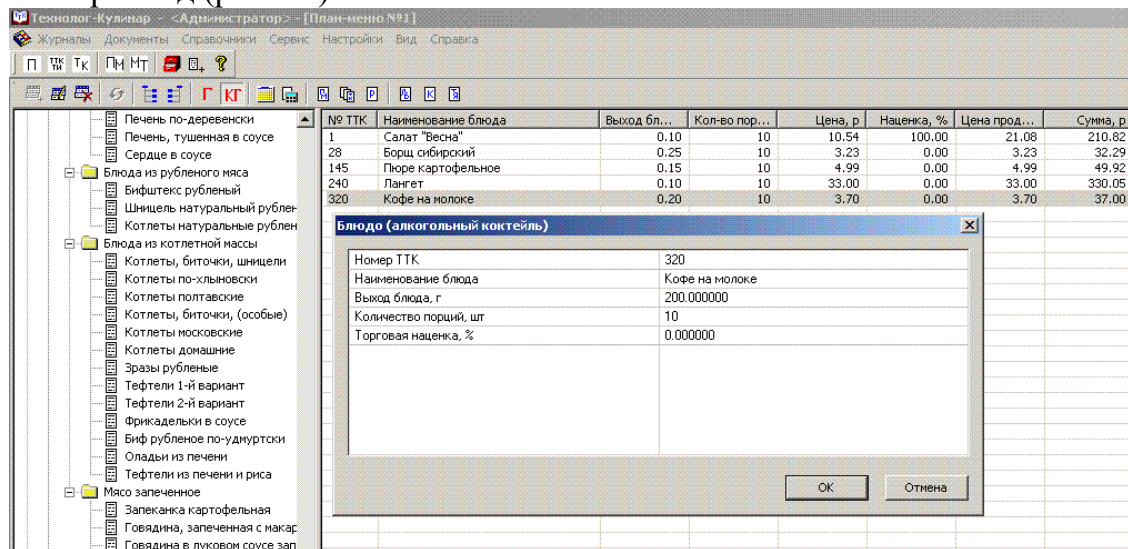 Технолог-Кулинар - <Администратор> - [План-меню №1]
Журналы Документы Справочники Сервис Настройки Вид Справка
П ТТК ТИ Тк Пм Мт
Г КГ
Печень по-деревенски
Печень, тушенная в соусе
Сердце в соусе
Блюда из рубленого мяса
Бифштекс рубленый
Шницель натуральный рублен
Котлеты натуральные рублен
Блюда из котлетной массы
Котлеты, биточки, шницели
Котлеты по-хлыновски
Котлеты полтавские
Котлеты, биточки, (особые)
Котлеты московские
Котлеты домашние
Зразы рубленые
Тефтели 1-й вариант
Тефтели 2-й вариант
Фрикадельки в соусе
Биф рубленое по-удмуртски
Оладьи из печени
Тефтели из печени и риса
Мясо запеченное
Запеканка картофельная
Говядина, запеченная с макар
Говядина в луковом соусе зап
№ ТТК Наименование блюда Выход бл... Кол-во пор... Цена, р Наценка, % Цена прод... Сумма, р
1 Салат "Весна" 0.10 10 10.54 100.00 21.08 210.82
28 Борщ сибирский 0.25 10 3.23 0.00 3.23 32.29
145 Пюре картофельное 0.15 10 4.99 0.00 4.99 49.92
240 Лангет 0.10 10 33.00 0.00 33.00 330.05
320 Кофе на молоке 0.20 10 3.70 0.00 3.70 37.00
Блюдо (алкогольный коктейль)
Номер ТТК 320
Наименование блюда Кофе на молоке
Выход блюда, г 200.000000
Количество порций, шт 10
Торговая наценка, % 0.000000
OK Отмена